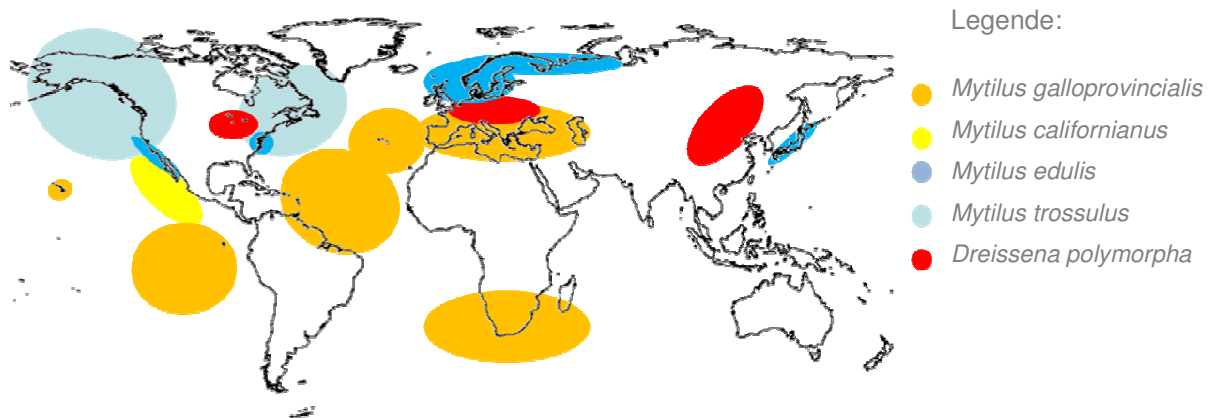 Legende:
Mytilus galloprovincialis
Mytilus californianus
Mytilus edulis
Mytilus trossulus
Dreissena polymorpha